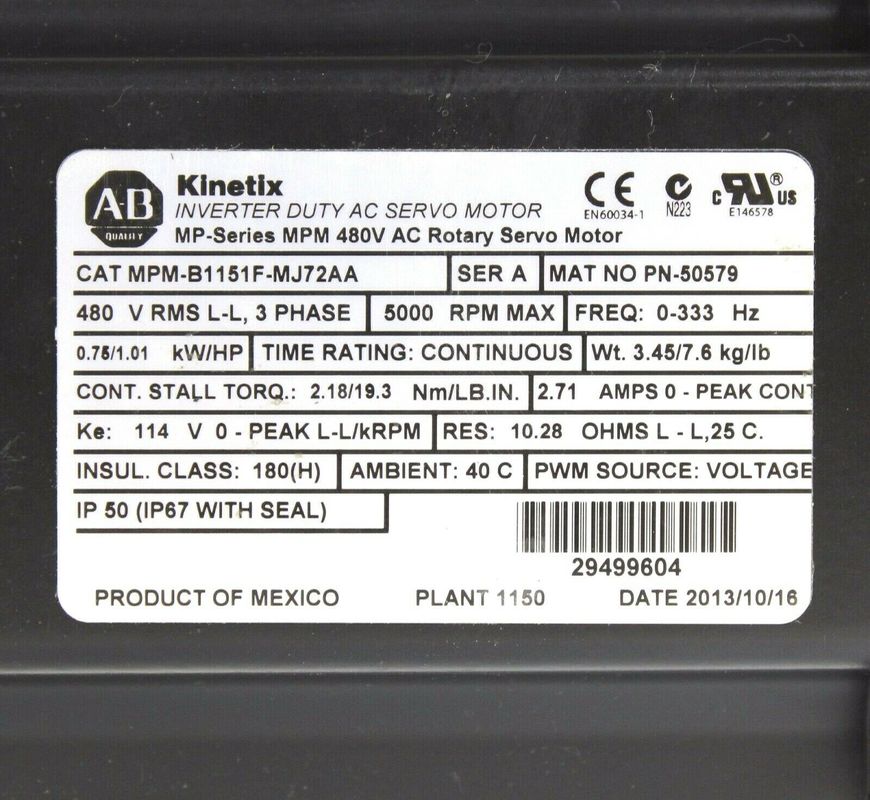 A-B
QUALITY
Kinetix
INVERTER DUTY AC SERVO MOTOR
MP-Series MPM 480V AC Rotary Servo Motor
CE
EN60034-1
N223
c RU US ®
E146578
CAT MPM-B1151F-MJ72AA SER A MAT NO PN-50579
480 V RMS L-L, 3 PHASE 5000 RPM MAX FREQ: 0-333 Hz
0.75/1.01 kW/HP TIME RATING: CONTINUOUS Wt. 3.45/7.6 kg/lb
CONT. STALL TORQ.: 2.18/19.3 Nm/LB.IN. 2.71 AMPS 0 - PEAK CONT
Ke: 114 V 0 - PEAK L-L/kRPM RES: 10.28 OHMS L - L,25 C.
INSUL. CLASS: 180(H) AMBIENT: 40 C PWM SOURCE: VOLTAGE
IP 50 (IP67 WITH SEAL)
29499604
PRODUCT OF MEXICO PLANT 1150 DATE 2013/10/16